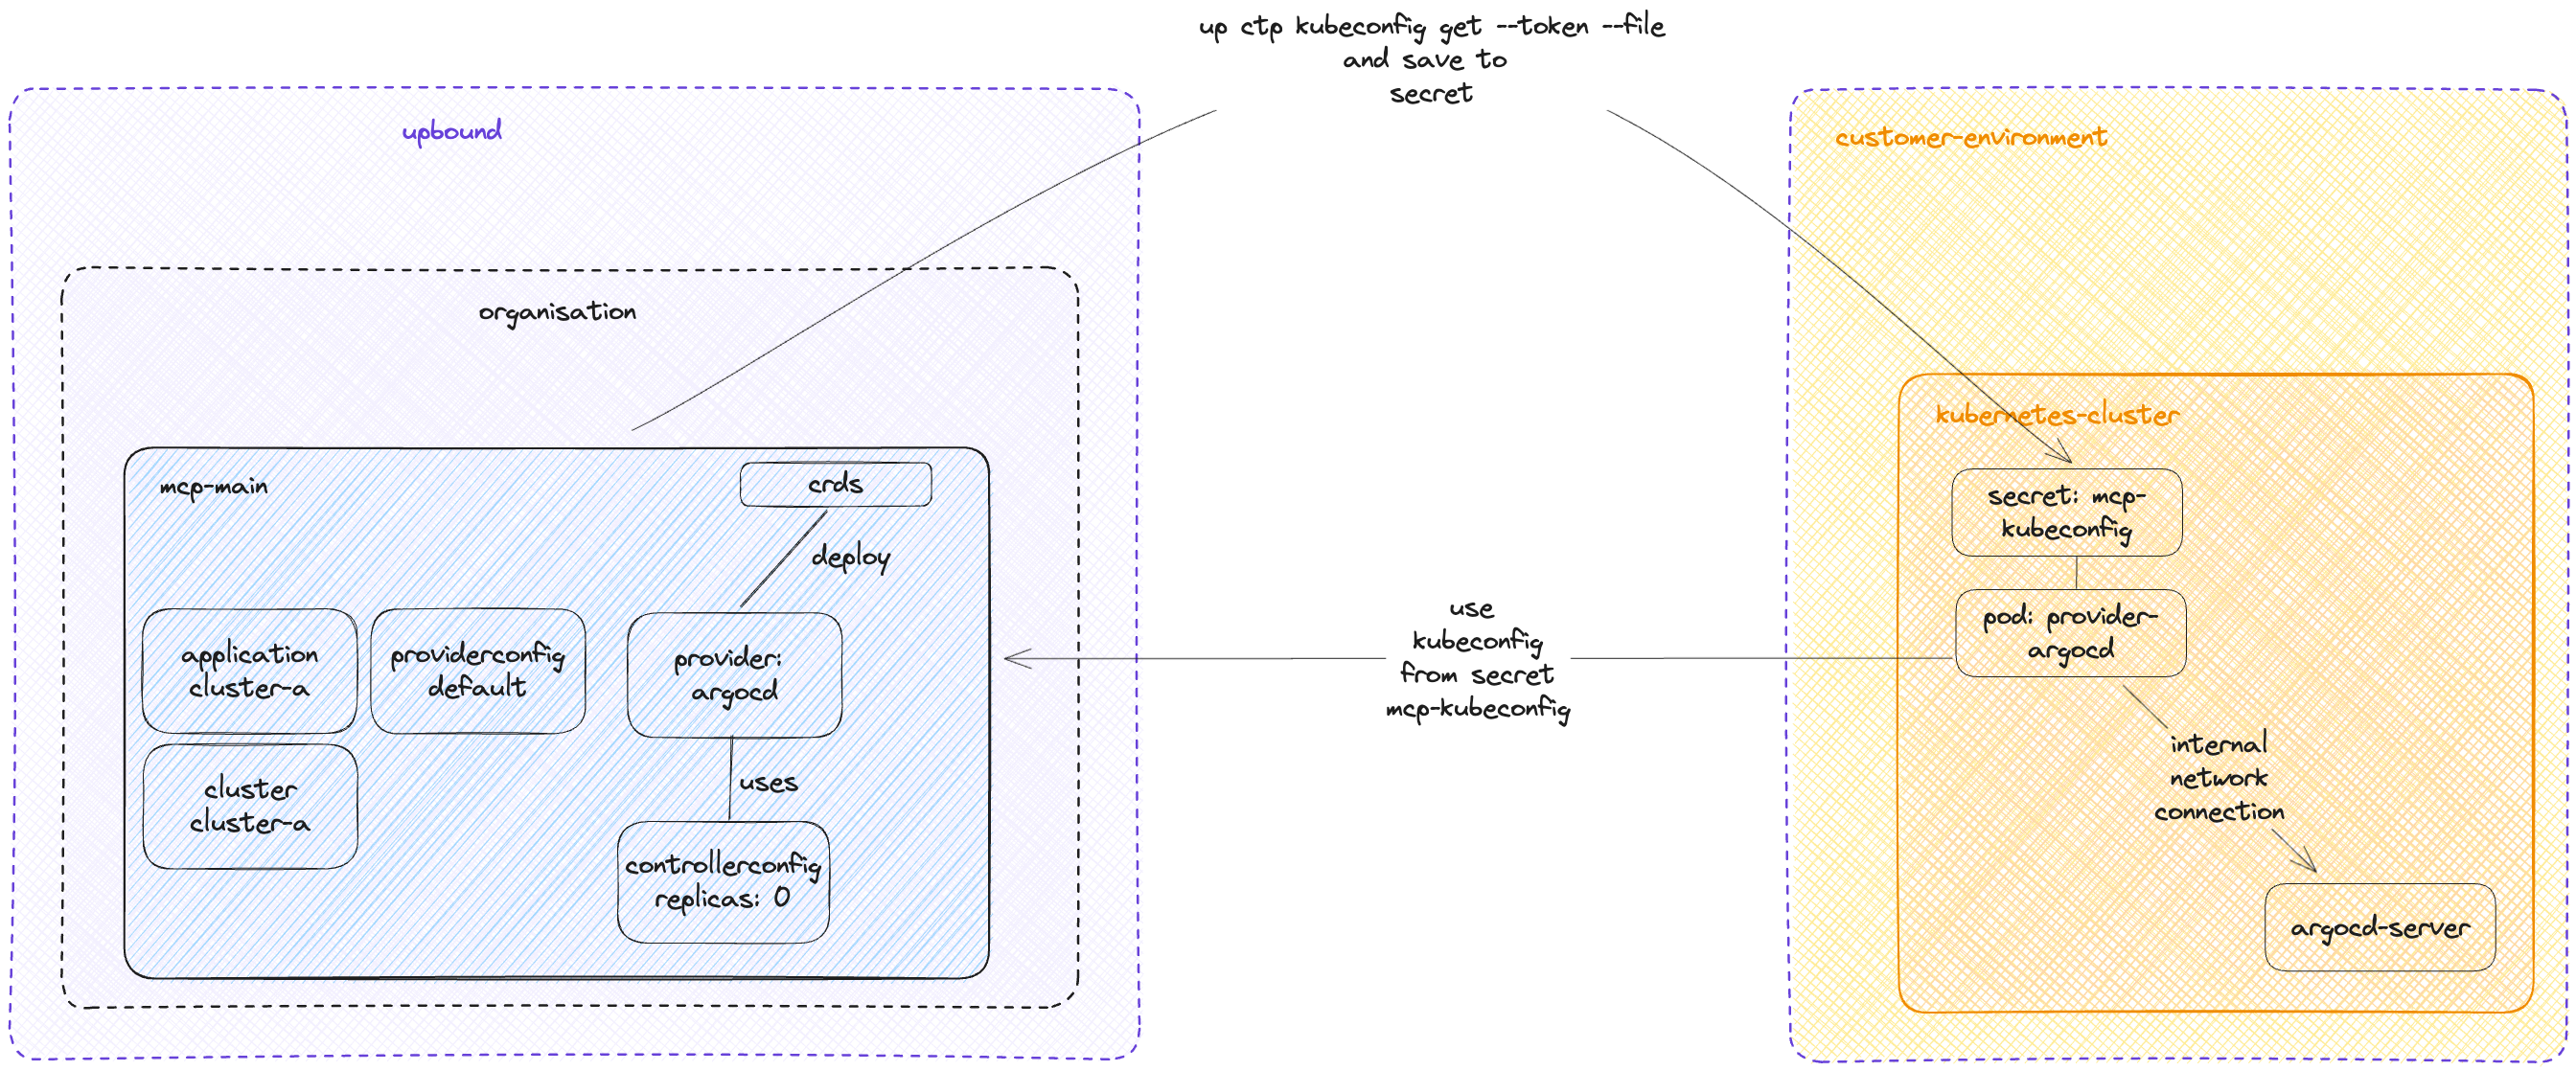 up ctp kubeconfig get --token --file
and save to
secret
upbound
customer-environment
organisation
kubernetes-cluster
mcp-main
crds
deploy
application
cluster-a
providerconfig
default
provider:
argocd
cluster
cluster-a
uses
controllerconfig
replicas: 0
use
kubeconfig
from secret
mcp-kubeconfig
secret: mcp-
kubeconfig
pod: provider-
argocd
internal
network
connection
argocd-server